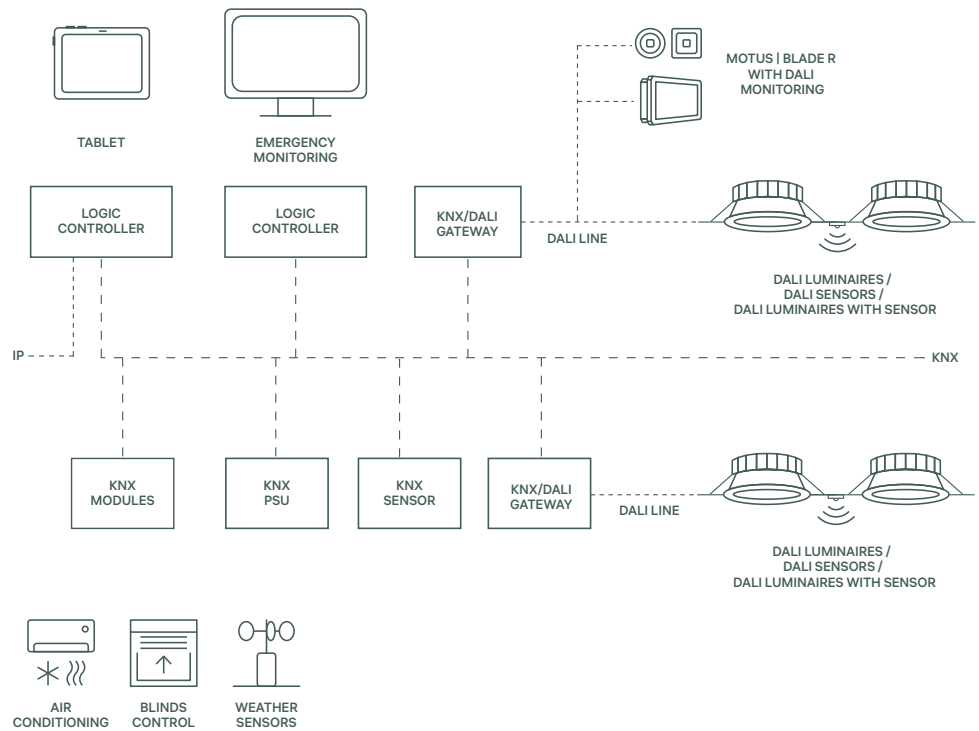 TABLET
EMERGENCY
MONITORING
MOTUS | BLADE R
WITH DALI
MONITORING
LOGIC
CONTROLLER
LOGIC
CONTROLLER
KNX/DALI
GATEWAY
DALI LINE
DALI LUMINAIRES /
DALI SENSORS /
DALI LUMINAIRES WITH SENSOR
IP
KNX
KNX
MODULES
KNX
PSU
KNX
SENSOR
KNX/DALI
GATEWAY
DALI LINE
DALI LUMINAIRES /
DALI SENSORS /
DALI LUMINAIRES WITH SENSOR
AIR
CONDITIONING
BLINDS
CONTROL
WEATHER
SENSORS